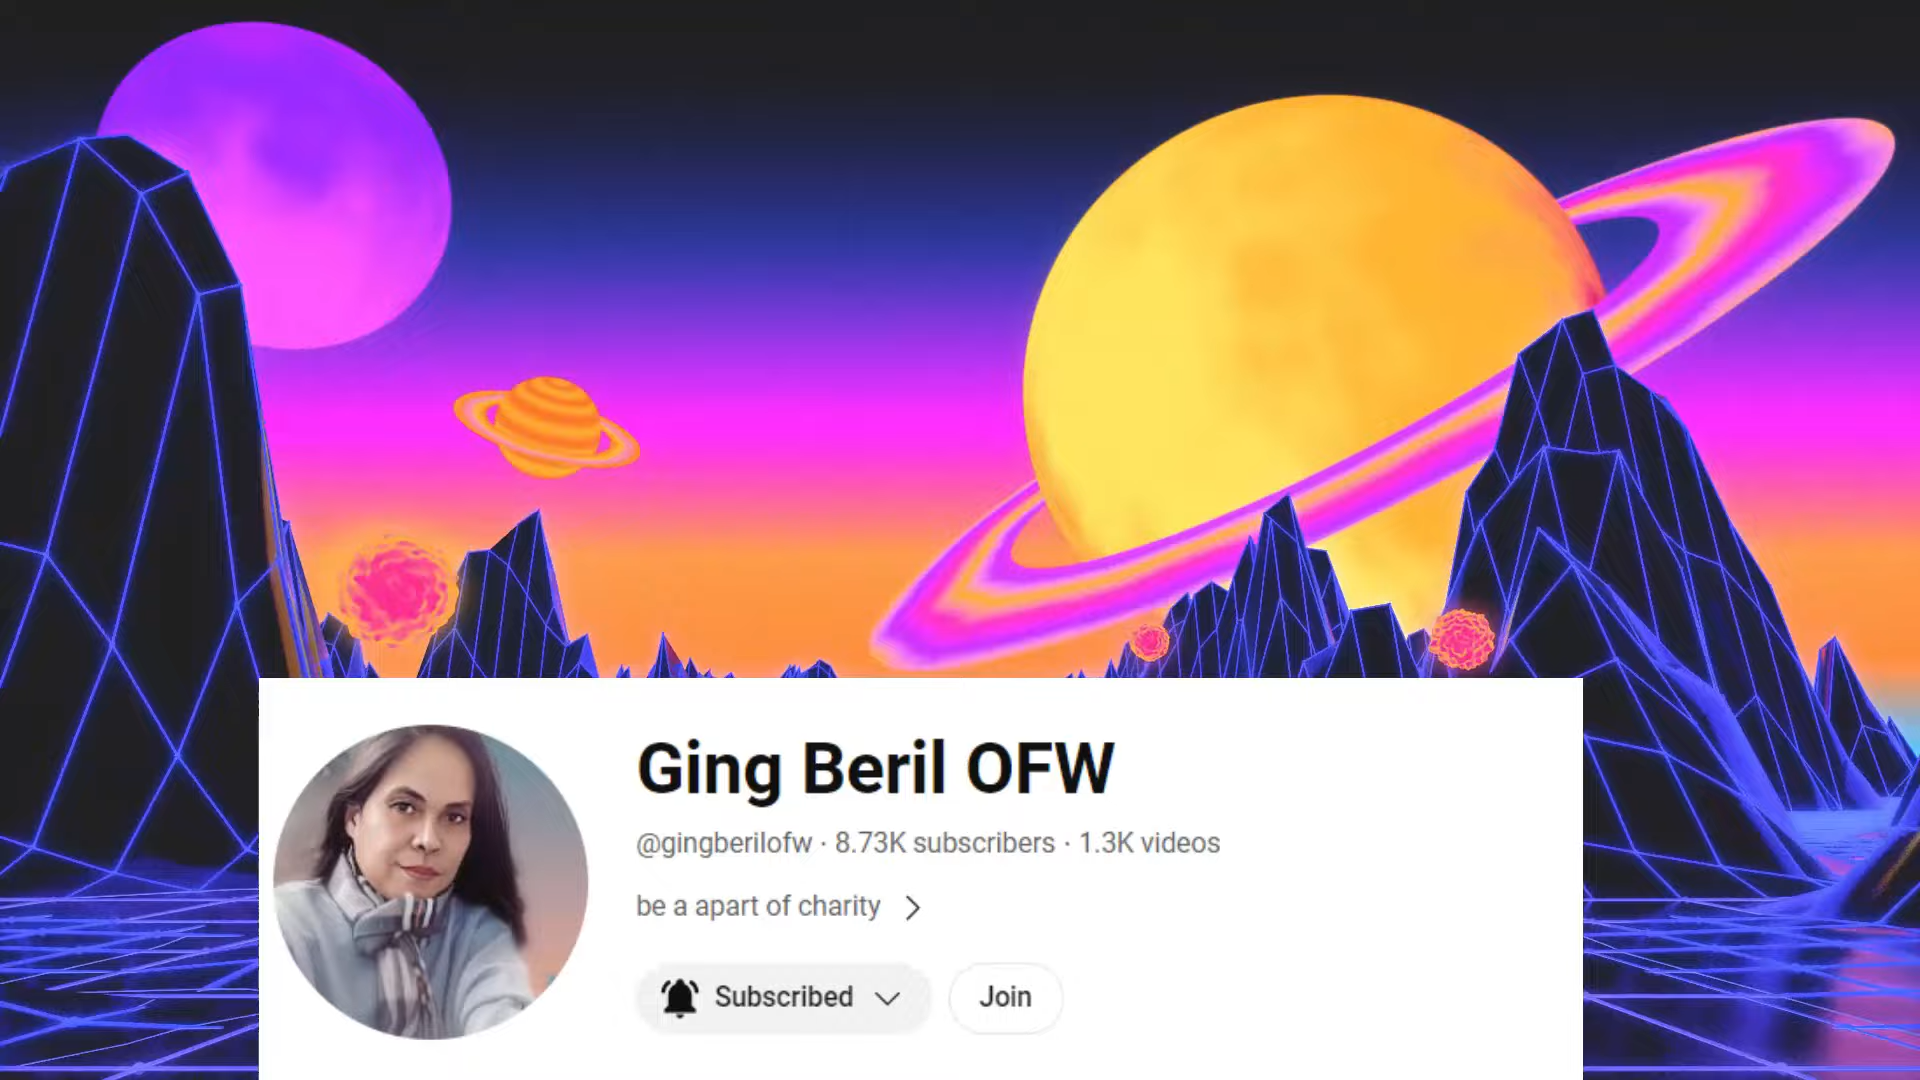 Ging Beril OFW
@gingberilofw · 8.73K subscribers · 1.3K videos
be a apart of charity
Subscribed
Join